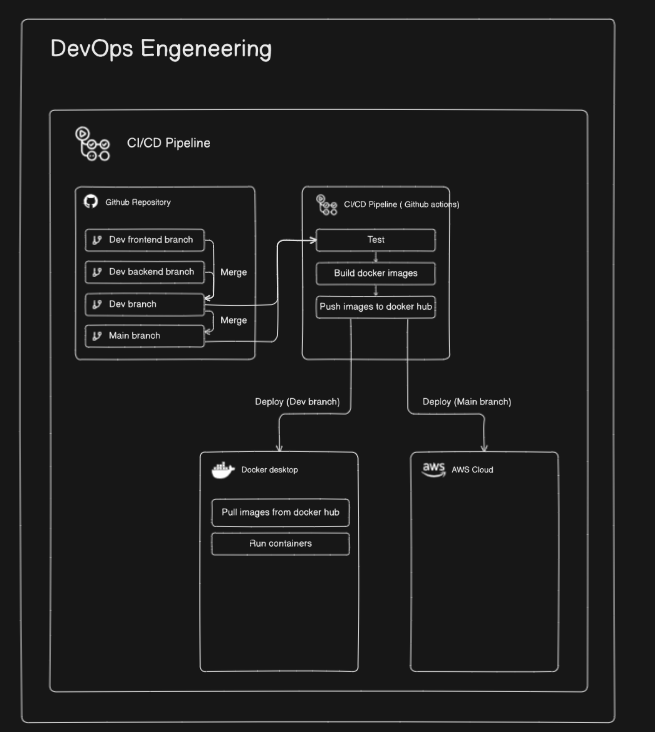 DevOps Engeneering
CI/CD Pipeline
Github Repository
Dev frontend branch
Dev backend branch
Merge
Dev branch
Merge
Main branch
CI/CD Pipeline ( Github actions)
Test
Build docker images
Push images to docker hub
Deploy (Dev branch)
Deploy (Main branch)
Docker desktop
Pull images from docker hub
Run containers
aws
AWS Cloud